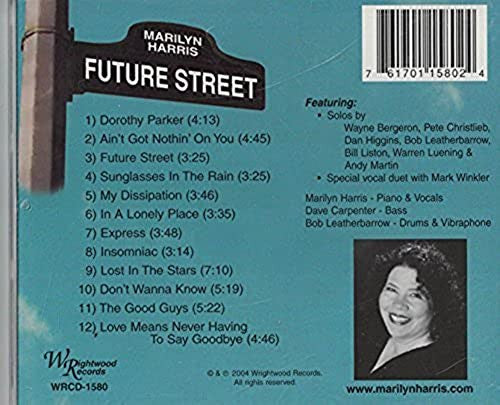 MARILYN
HARRIS
FUTURE STREET
1) Dorothy Parker (4:13)
2) Ain't Got Nothin' On You (4:45)
3) Future Street (3:25)
4) Sunglasses In The Rain (3:25)
5) My Dissipation (3:46)
6) In A Lonely Place (3:35)
7) Express (3:48)
8) Insomniac (3:14)
9) Lost In The Stars (7:10)
10) Don't Wanna Know (5:19)
11) The Good Guys (5:22)
12) Love Means Never Having
To Say Goodbye (4:46)
Wrightwood
Records
WRCD-1580
© & ℗ 2004 Wrightwood Records.
All rights reserved.
7 61701 15802 4
Featuring:
• Solos by
Wayne Bergeron, Pete Christlieb,
Dan Higgins, Bob Leatherbarrow,
Bill Liston, Warren Luening &
Andy Martin
• Special vocal duet with Mark Winkler
Marilyn Harris - Piano & Vocals
Dave Carpenter - Bass
Bob Leatherbarrow - Drums & Vibraphone
www.marilynharris.com